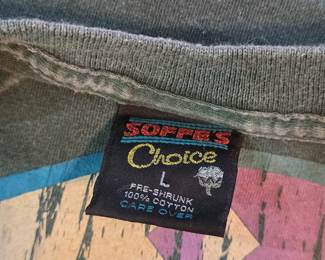 SOFFE'S
Choice
L
PRE-SHRUNK
100% COTTON
CARE OVER